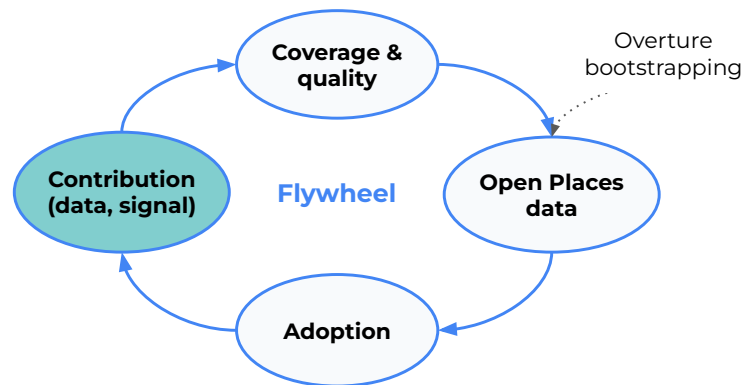 Coverage &
quality
Overture
bootstrapping
Contribution
(data, signal)
Flywheel
Open Places
data
Adoption